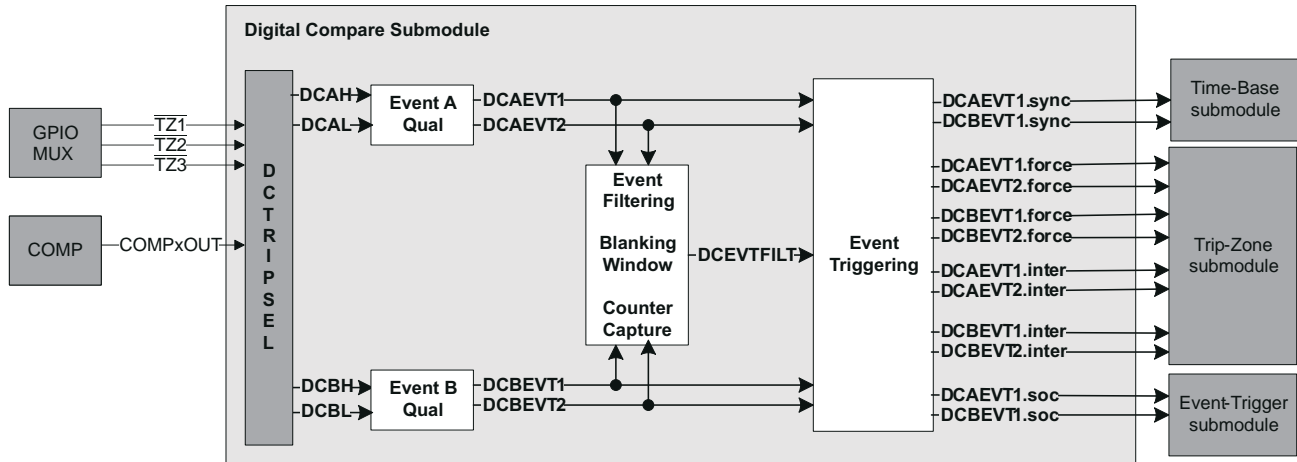 Digital Compare Submodule
GPIO
MUX
TZ1
TZ2
TZ3
COMP
COMPxOUT
D
C
T
R
I
P
S
E
L
DCAH
DCAL
Event A
Qual
DCAEVT1
DCAEVT2
DCBH
DCBL
Event B
Qual
DCBEVT1
DCBEVT2
Event
Filtering
Blanking
Window
Counter
Capture
DCEVTFILT
Event
Triggering
DCAEVT1.sync
DCBEVT1.sync
DCAEVT1.force
DCAEVT2.force
DCBEVT1.force
DCBEVT2.force
DCAEVT1.inter
DCAEVT2.inter
DCBEVT1.inter
DCBEVT2.inter
DCAEVT1.soc
DCBEVT1.soc
Time-Base
submodule
Trip-Zone
submodule
Event-Trigger
submodule